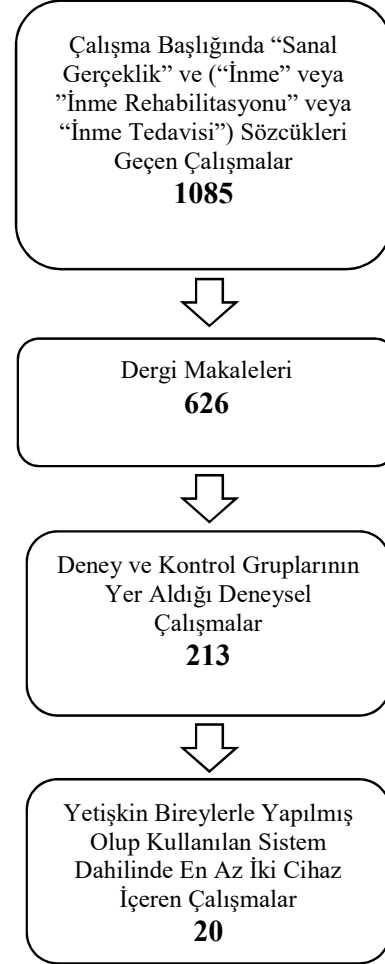 Çalışma Başlığında “Sanal
Gerçeklik” ve (“İnme” veya
”İnme Rehabilitasyonu” veya
“İnme Tedavisi”) Sözcükleri
Geçen Çalışmalar
1085
Dergi Makaleleri
626
Deney ve Kontrol Gruplarının
Yer Aldığı Deneysel
Çalışmalar
213
Yetişkin Bireylerle Yapılmış
Olup Kullanılan Sistem
Dahilinde En Az İki Cihaz
İçeren Çalışmalar
20